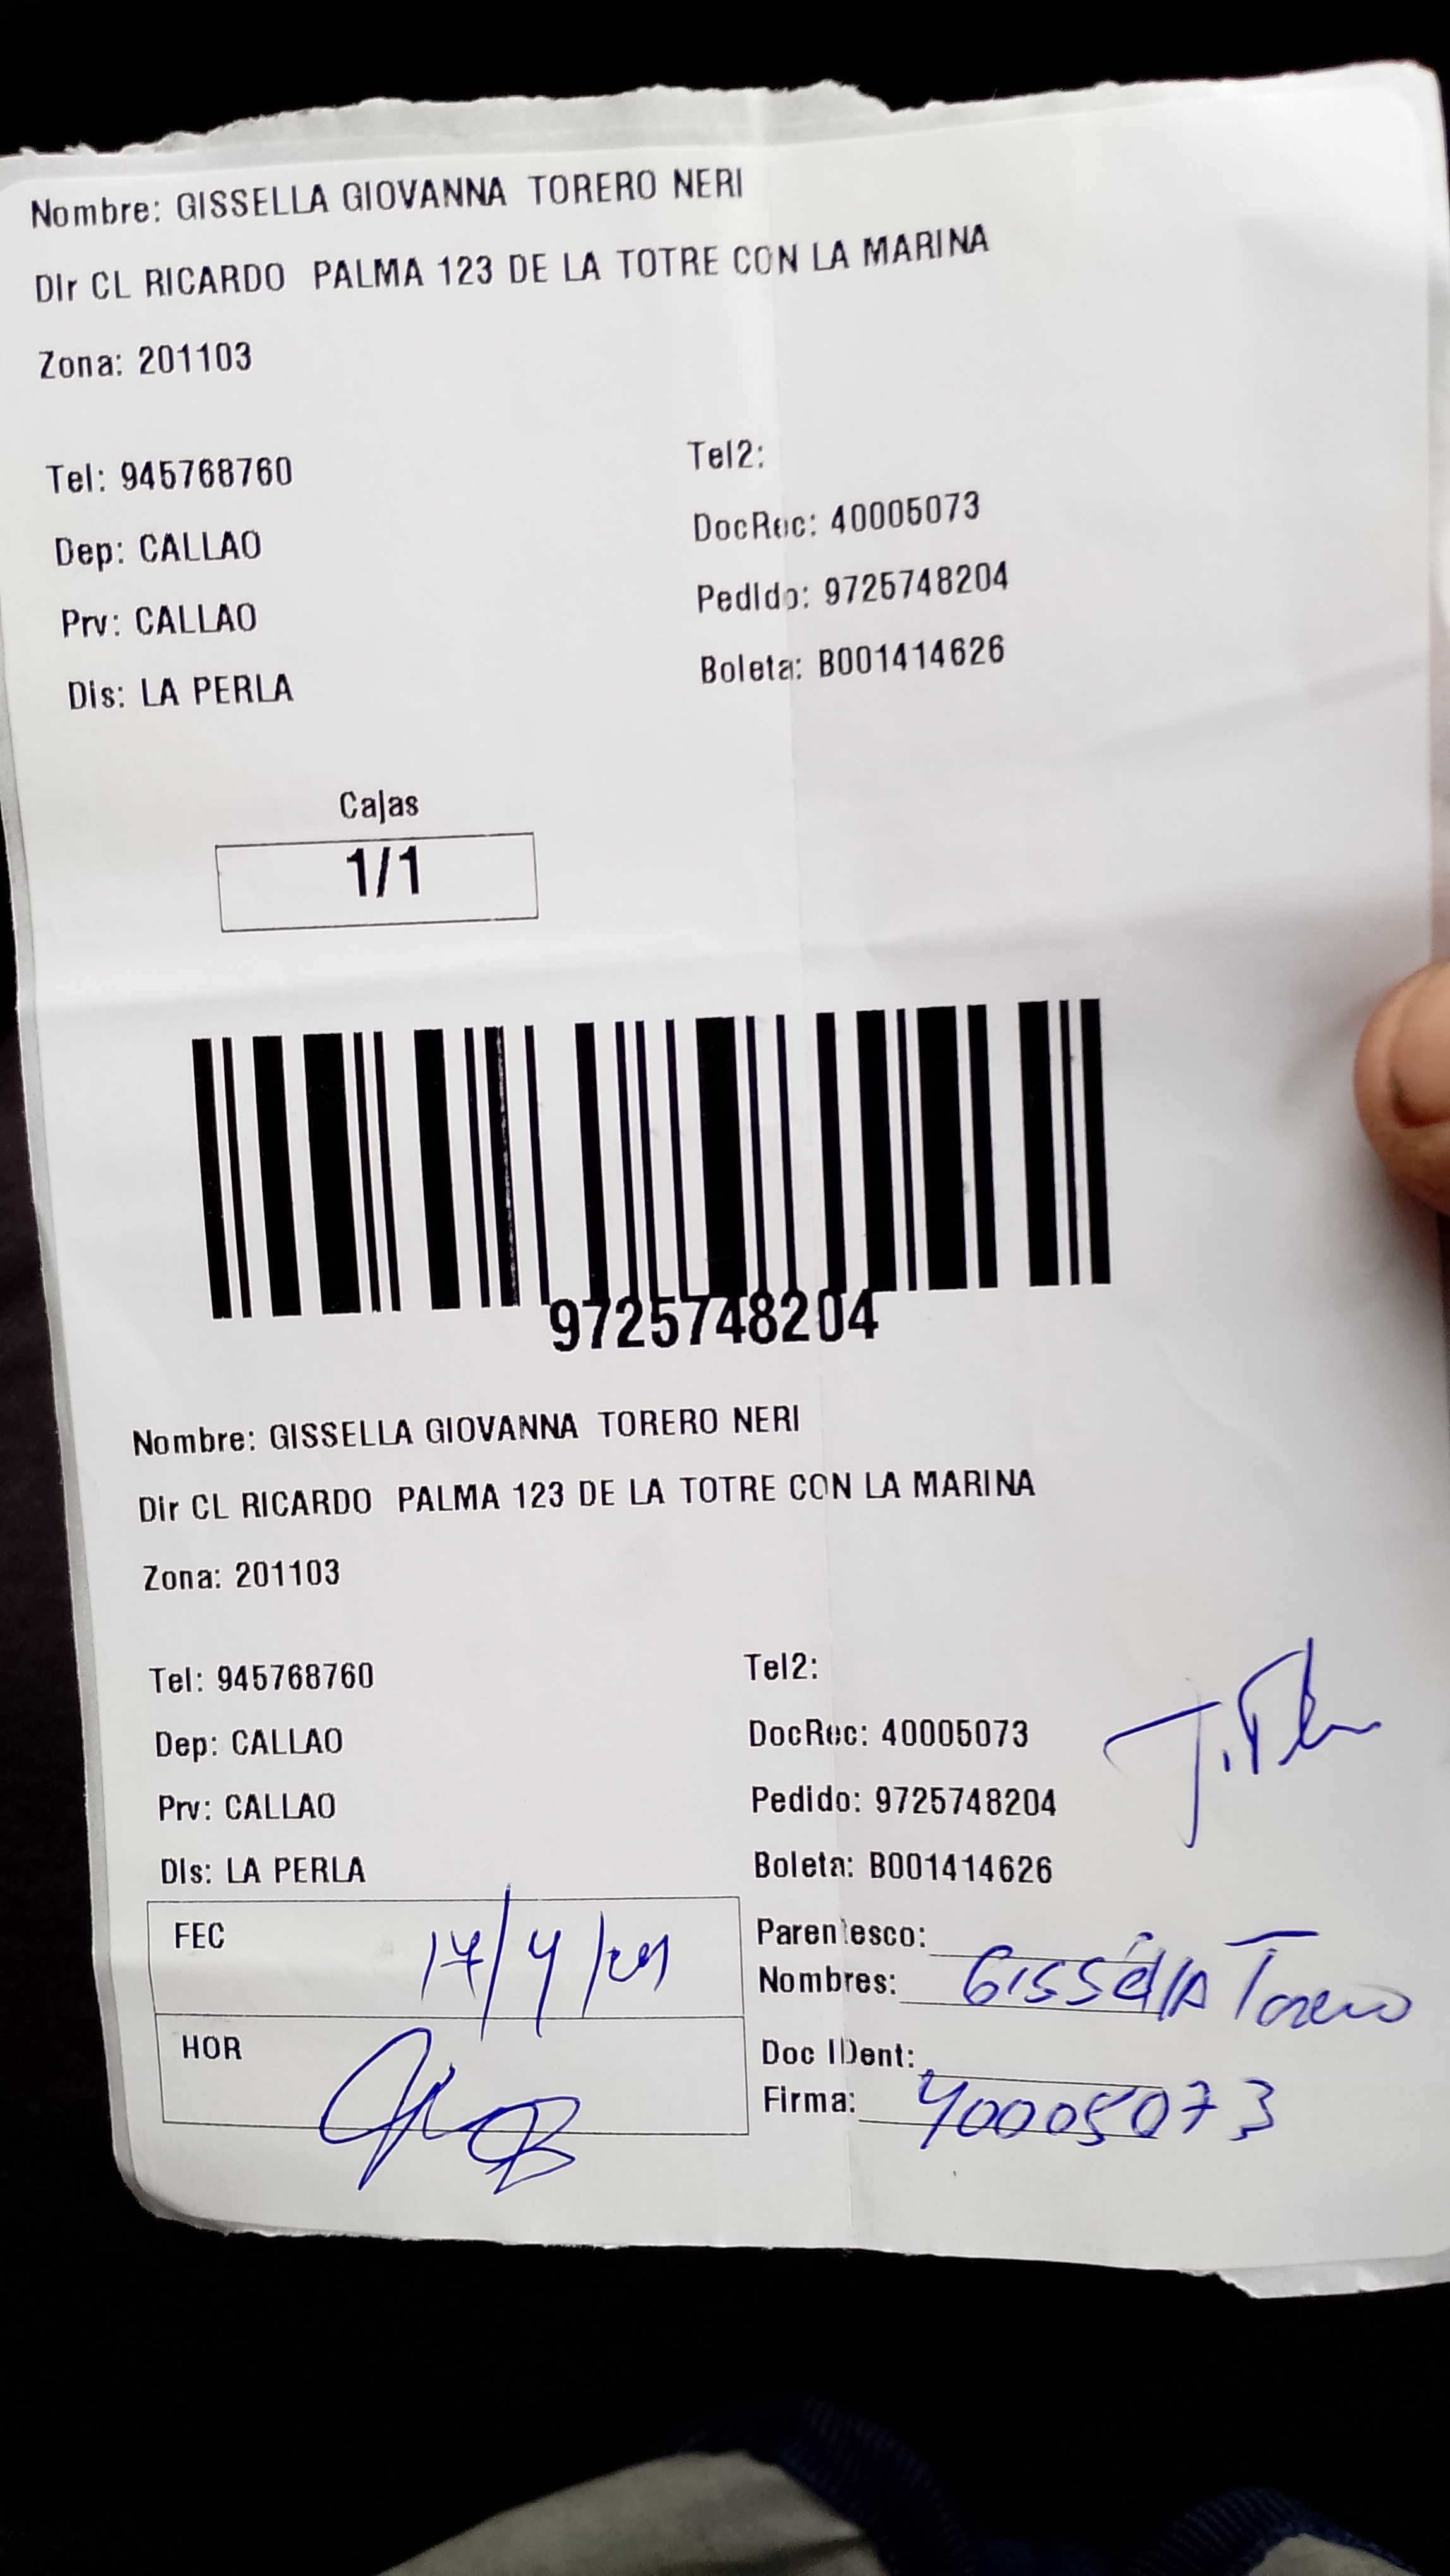 Nombre: GISSELLA GIOVANNA TORERO NERI
Dir CL RICARDO PALMA 123 DE LA TOTRE CON LA MARINA
Zona: 201103
Tel: 945768760
Tel2:
Dep: CALLAO
DocRec: 40005073
Prv: CALLAO
Pedido: 9725748204
Dis: LA PERLA
Boleta: B001414626
Cajas
1/1
9725748204
Nombre: GISSELLA GIOVANNA TORERO NERI
Dir CL RICARDO PALMA 123 DE LA TOTRE CON LA MARINA
Zona: 201103
Tel: 945768760
Tel2:
Dep: CALLAO
DocRec: 40005073
Prv: CALLAO
Pedido: 9725748204
Dis: LA PERLA
Boleta: B001414626
FEC 17/4/
Parentesco:
Nombres: GISSELLA Torero
HOR
Doc IDent:
Firma: 40005073